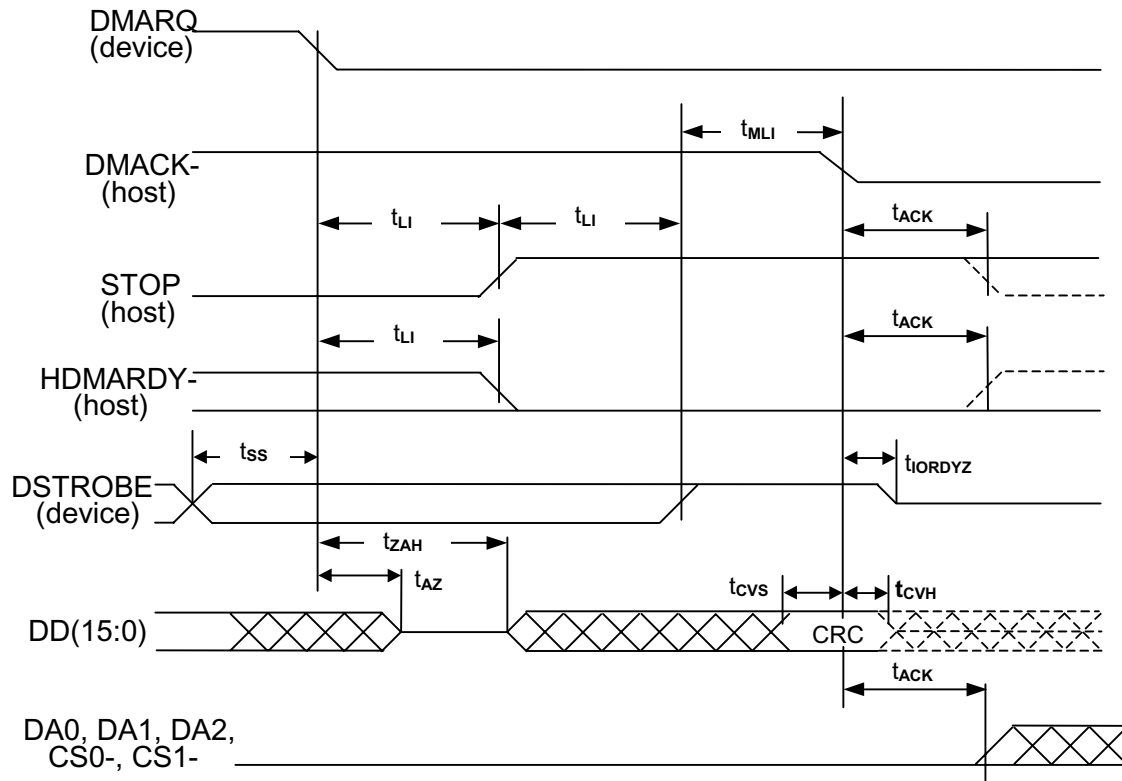 DMARQ
(device)
tMLI
DMACK-
(host)
tLI
tLI
tACK
STOP
(host)
tLI
tACK
HDMARDY-
(host)
tSS
tIORDYZ
DSTROBE
(device)
tZAH
tAZ
tCVS
tCVH
DD(15:0)
CRC
tACK
DA0, DA1, DA2,
CS0-, CS1-